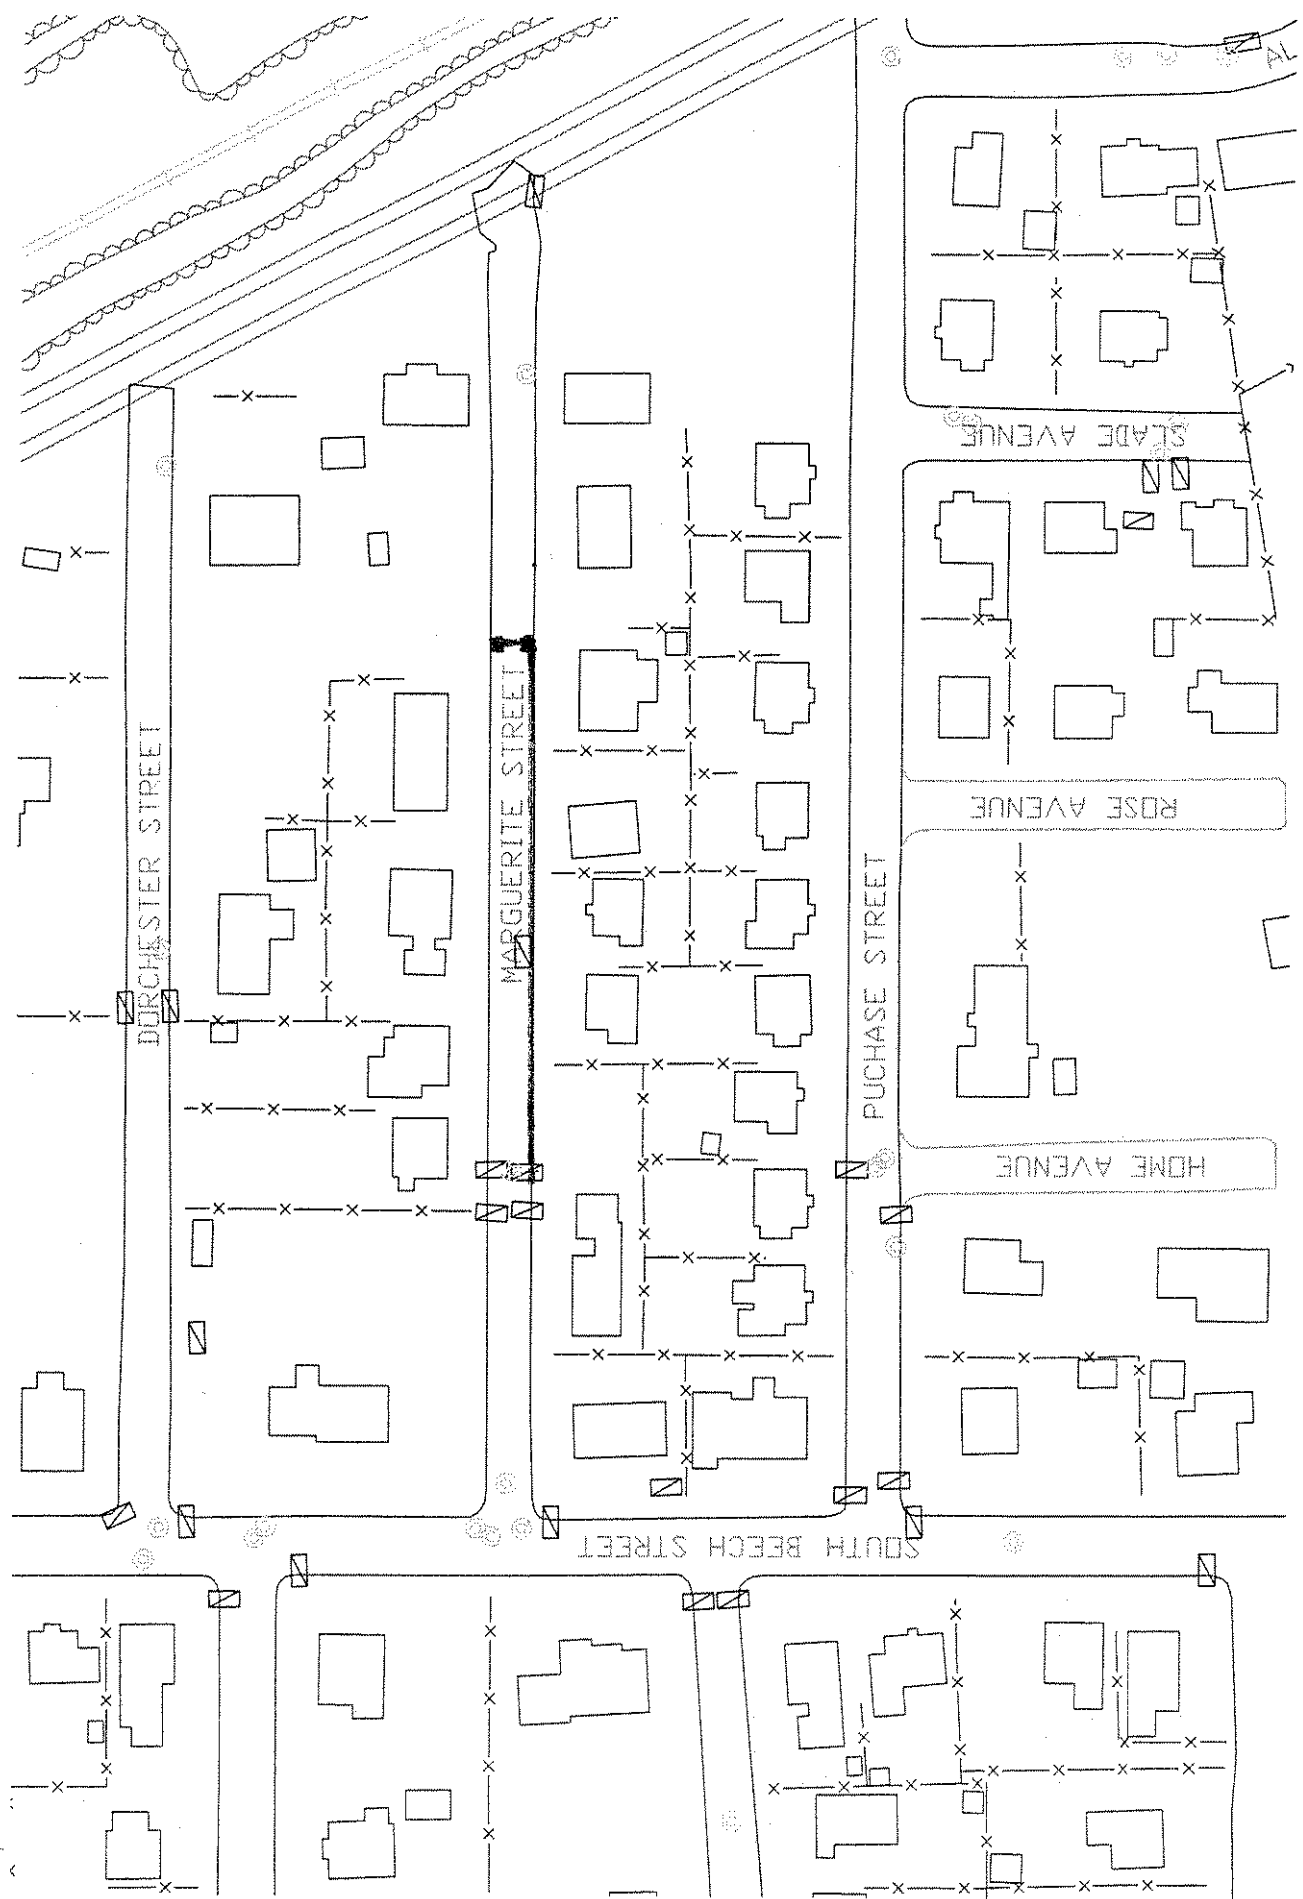 SLADE AVENUE
MARGUERITE STREET
DORCHESTER STREET
ROSE AVENUE
PUCHASE STREET
HOME AVENUE
SOUTH BEECH STREET